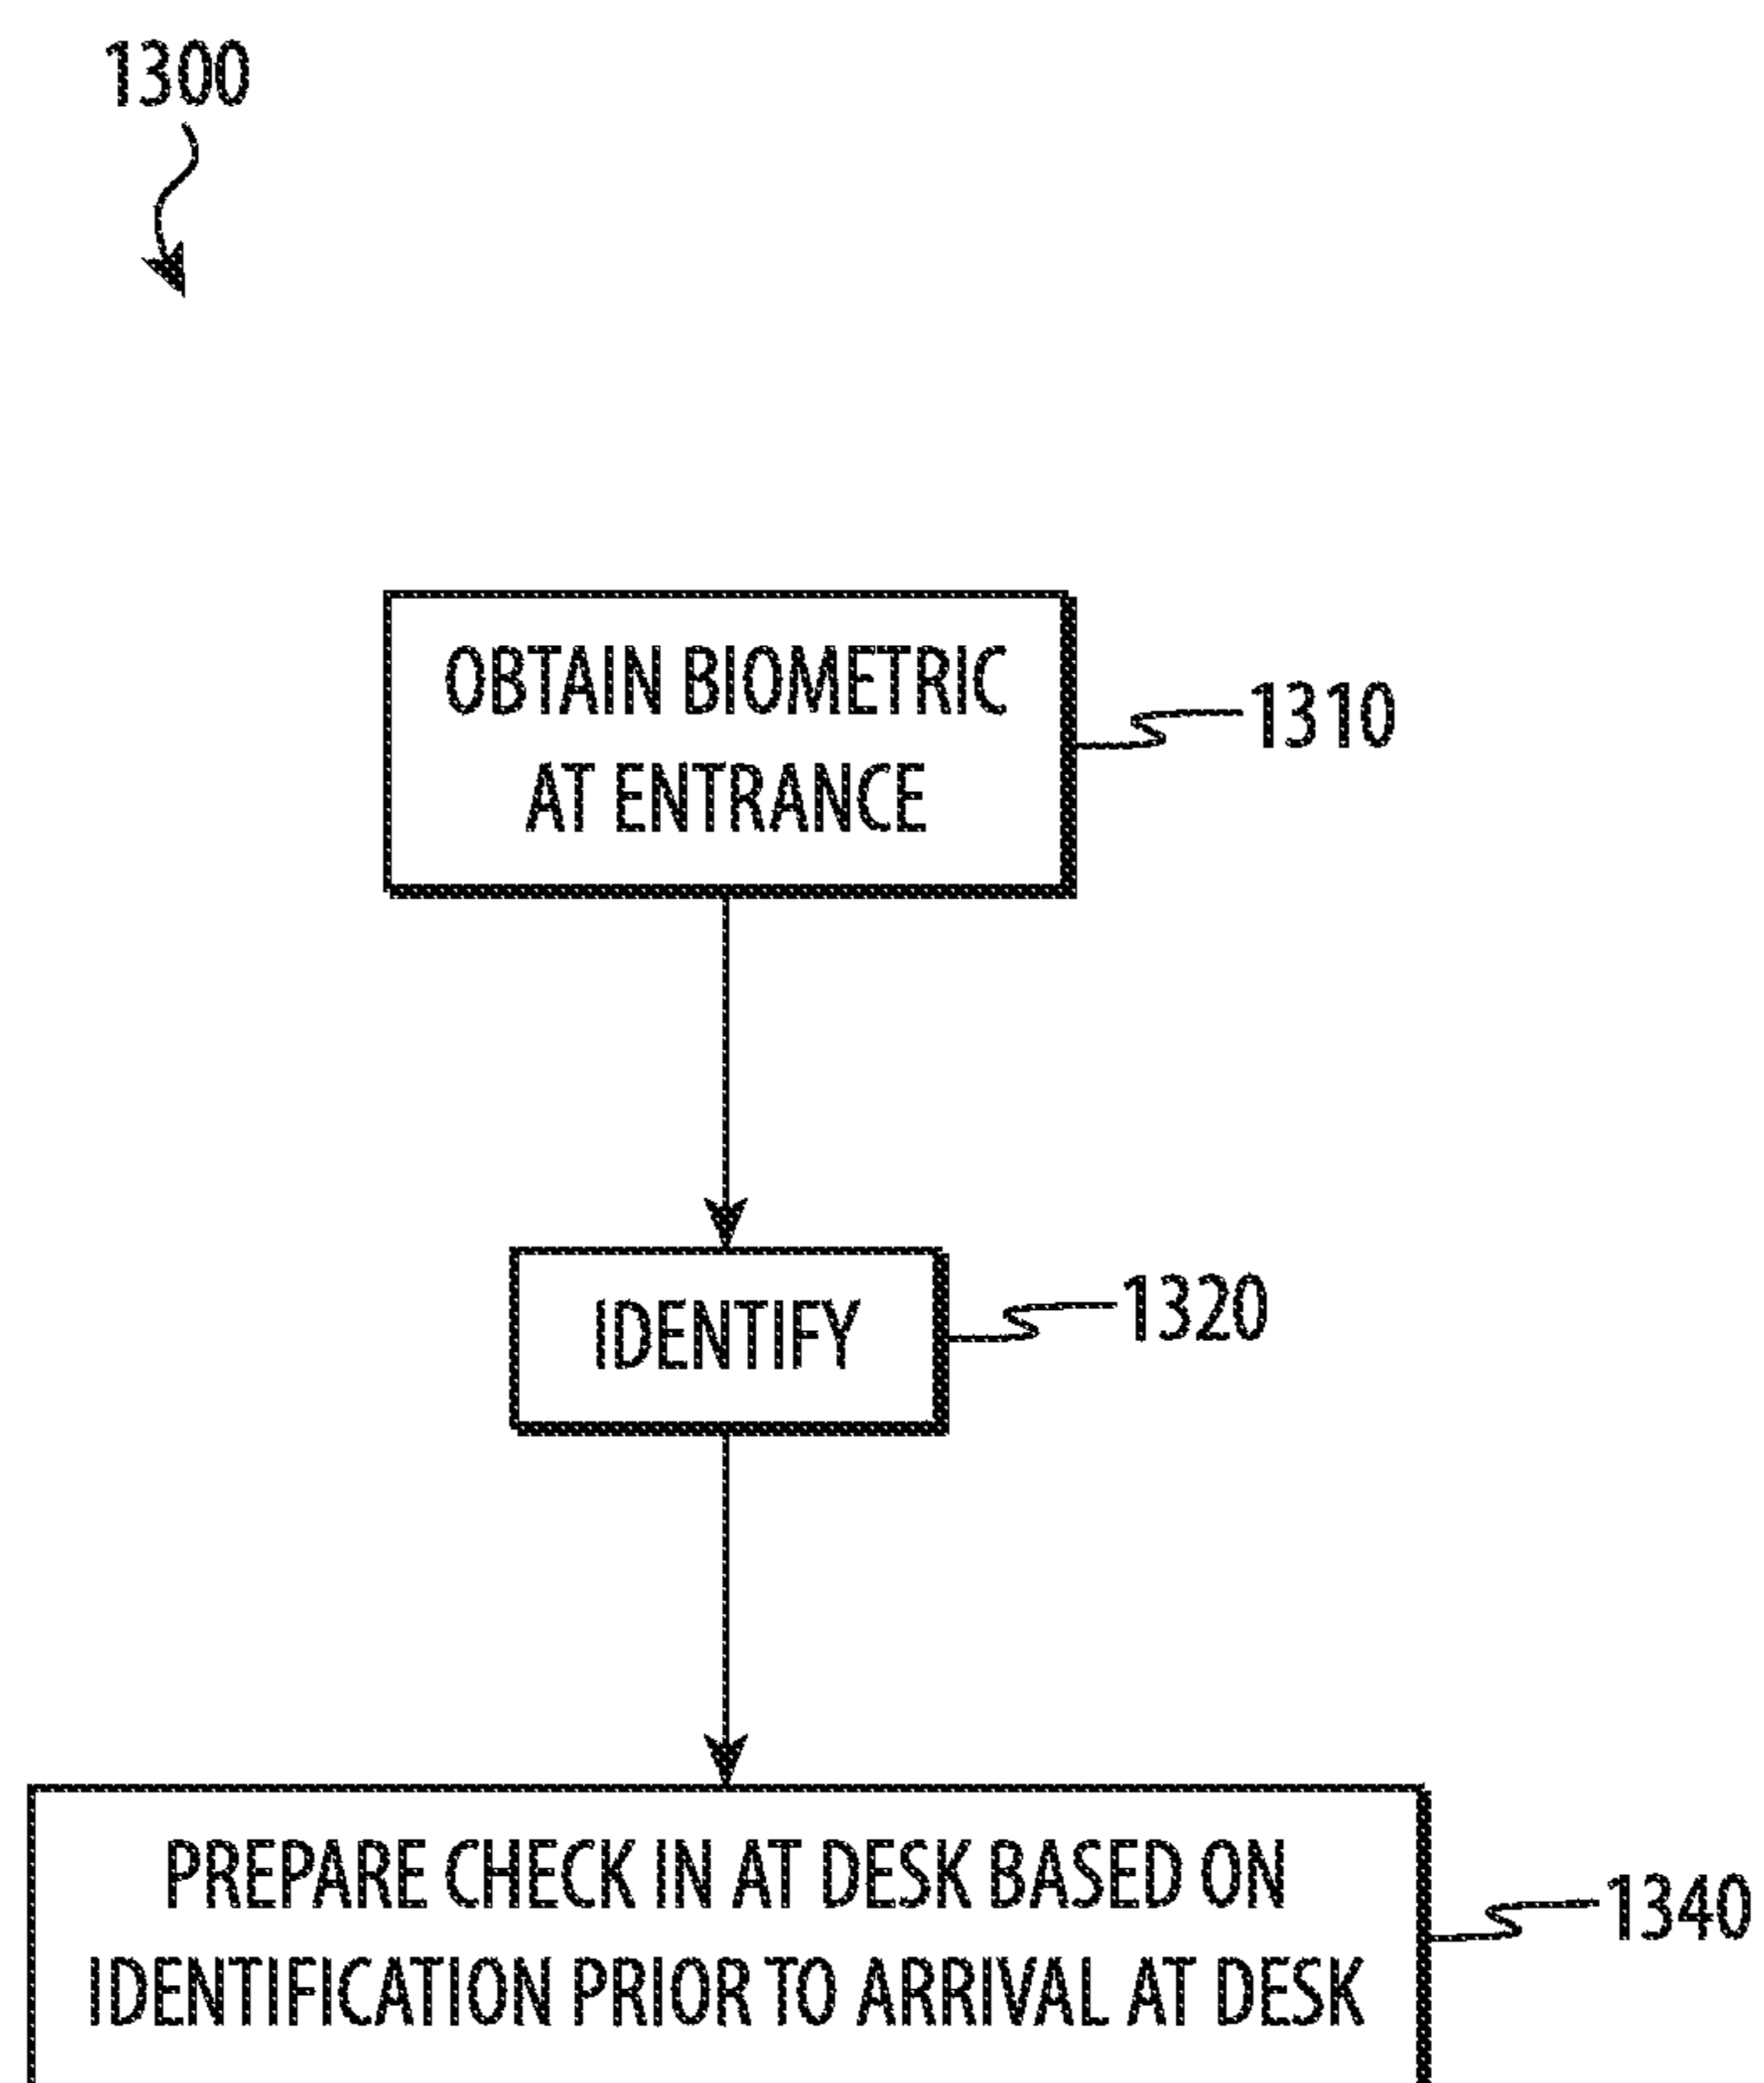 1300
OBTAIN BIOMETRIC
AT ENTRANCE
1310
IDENTIFY
1320
PREPARE CHECK IN AT DESK BASED ON
IDENTIFICATION PRIOR TO ARRIVAL AT DESK
1340